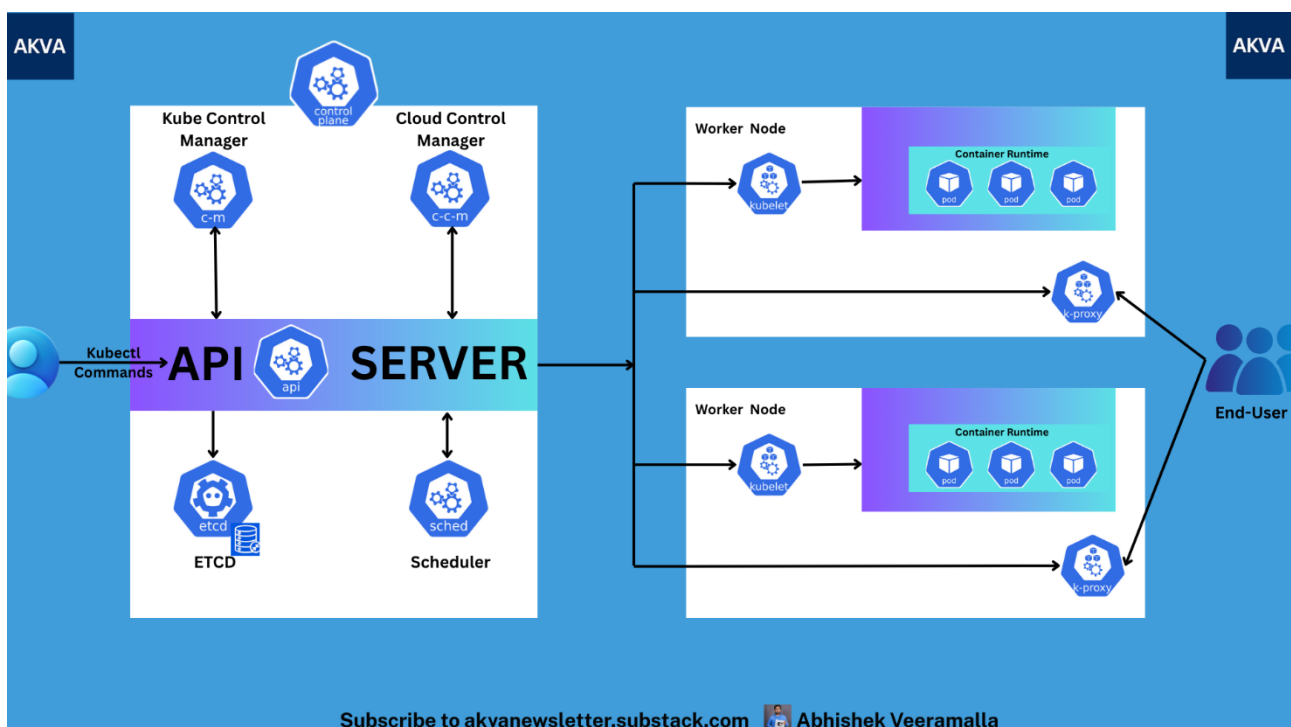 AKVA
AKVA
control
plane
Kube Control
Manager
c-m
Cloud Control
Manager
c-c-m
Kubectl
Commands
API
api
SERVER
etcd
ETCD
sched
Scheduler
Worker Node
kubelet
Container Runtime
pod
pod
pod
k-proxy
Worker Node
kubelet
Container Runtime
pod
pod
pod
k-proxy
End-User
Subscribe to akvanewsletter.substack.com Abhishek Veeramalla